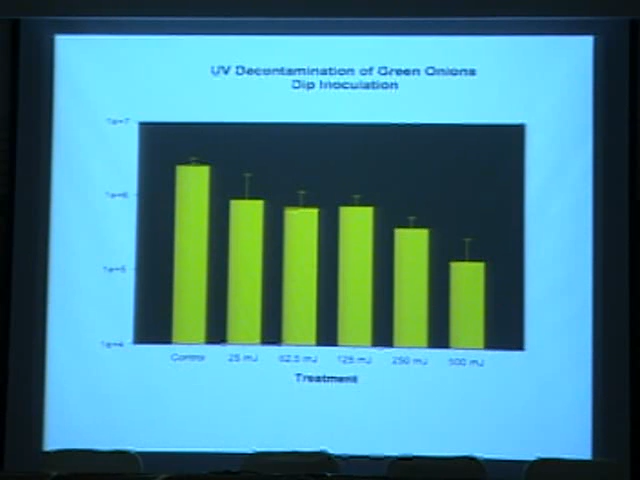 UV Decontamination of Green Onions
Dip Inoculation
1e+7
1e+6
1e+5
1e+4
Control 25 mJ 62.5 mJ 125 mJ 250 mJ 500 mJ
Treatment